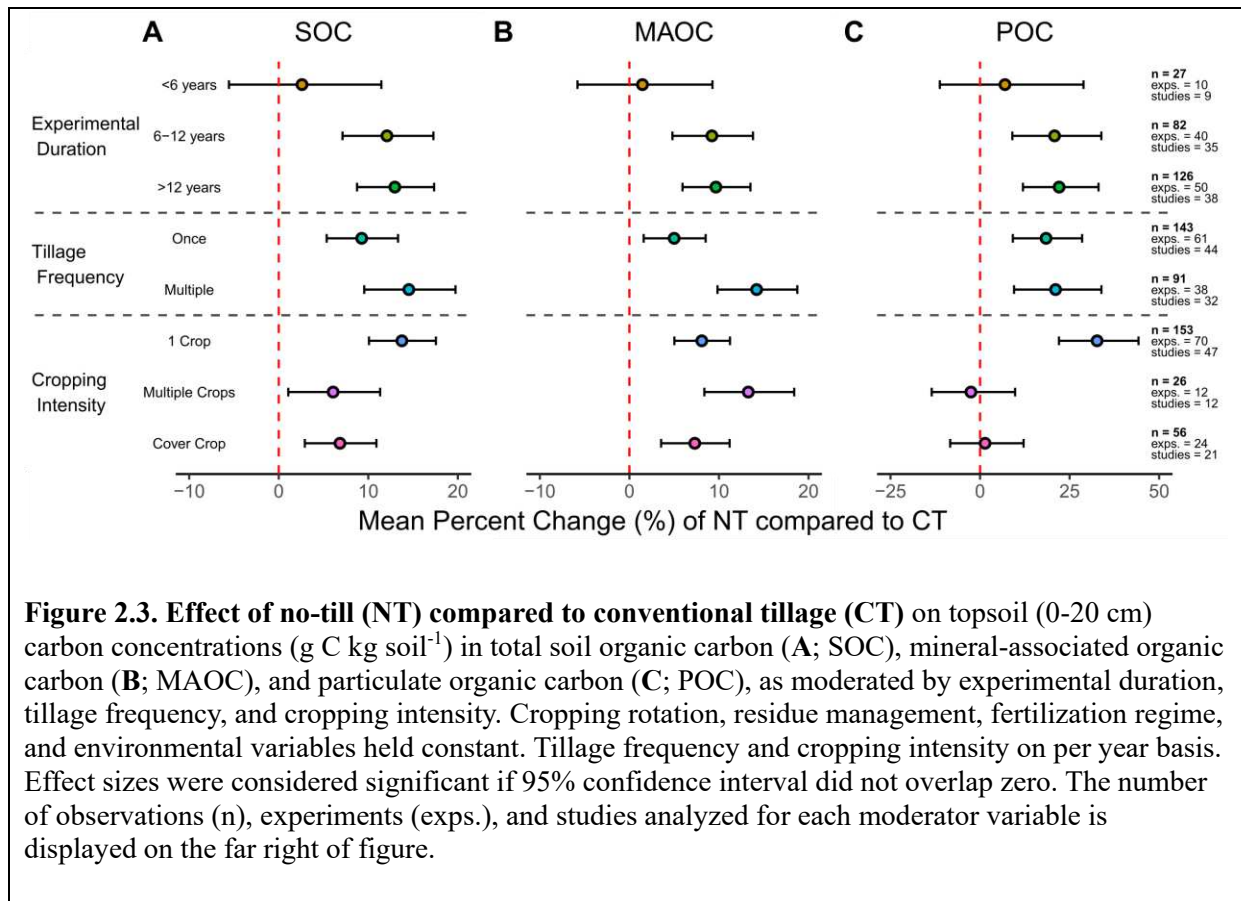 A SOC B MAOC C POC
<6 years n = 27
exps. = 10
studies = 9
Experimental
Duration
6−12 years n = 82
exps. = 40
studies = 35
>12 years n = 126
exps. = 50
studies = 38
Tillage
Frequency
Once n = 143
exps. = 61
studies = 44
Multiple n = 91
exps. = 38
studies = 32
1 Crop n = 153
exps. = 70
studies = 47
Cropping
Intensity
Multiple Crops n = 26
exps. = 12
studies = 12
Cover Crop n = 56
exps. = 24
studies = 21
−10 0 10 20 −10 0 10 20 −25 0 25 50
Mean Percent Change (%) of NT compared to CT
Figure 2.3. Effect of no-till (NT) compared to conventional tillage (CT) on topsoil (0-20 cm)
carbon concentrations (g C kg soil-1) in total soil organic carbon (A; SOC), mineral-associated organic
carbon (B; MAOC), and particulate organic carbon (C; POC), as moderated by experimental duration,
tillage frequency, and cropping intensity. Cropping rotation, residue management, fertilization regime,
and environmental variables held constant. Tillage frequency and cropping intensity on per year basis.
Effect sizes were considered significant if 95% confidence interval did not overlap zero. The number
of observations (n), experiments (exps.), and studies analyzed for each moderator variable is
displayed on the far right of figure.